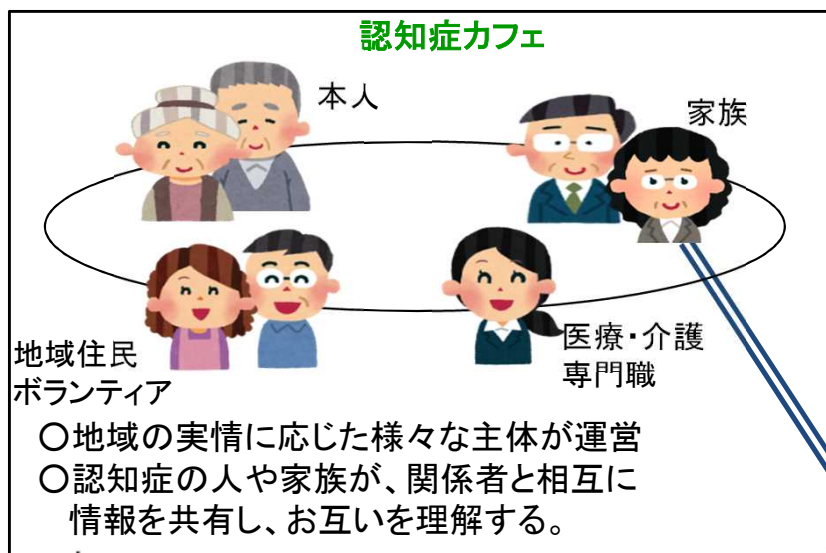 認知症カフェ
本人
家族
地域住民
ボランティア
医療・介護
専門職
〇地域の実情に応じた様々な主体が運営
〇認知症の人や家族が、関係者と相互に
情報を共有し、お互いを理解する。